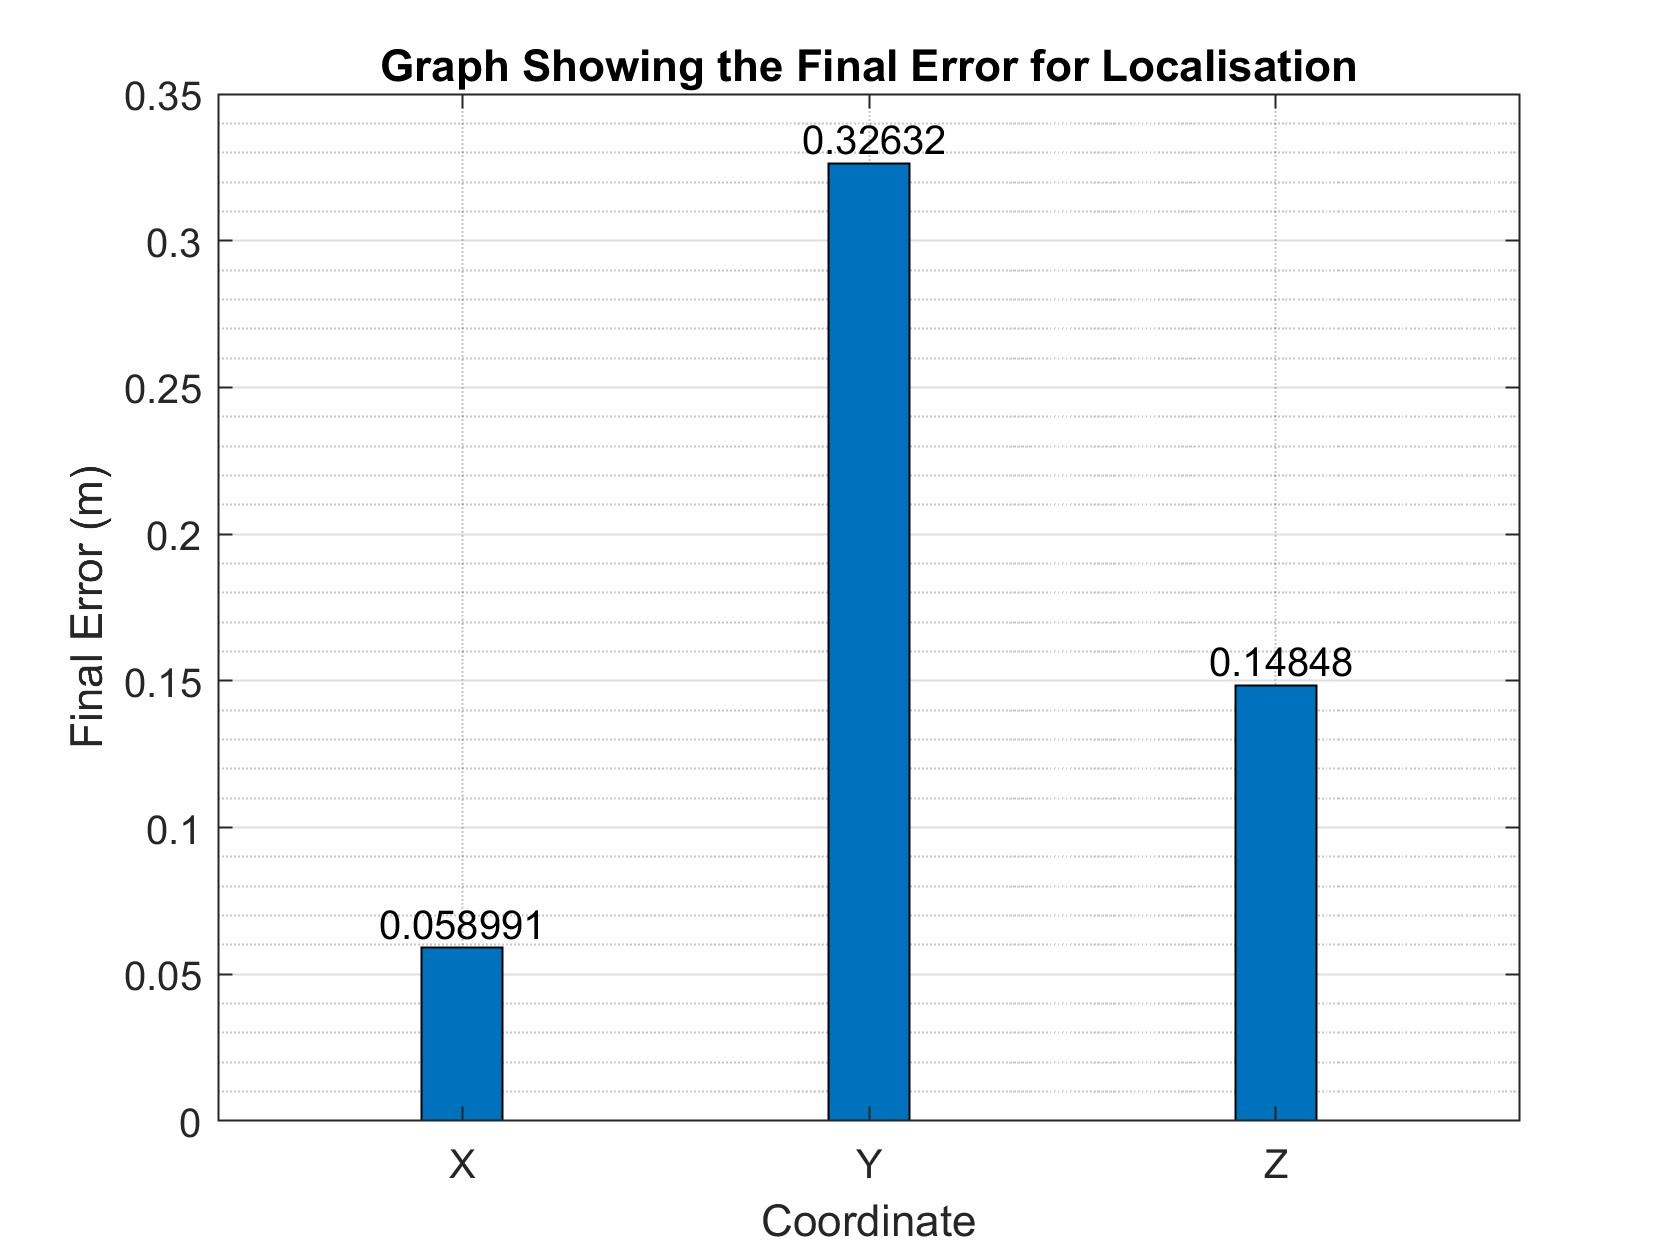 Graph Showing the Final Error for Localisation
0.35
0.3
0.25
0.2
0.15
0.1
0.05
0
Final Error (m)
0.058991
0.32632
0.14848
X
Y
Z
Coordinate